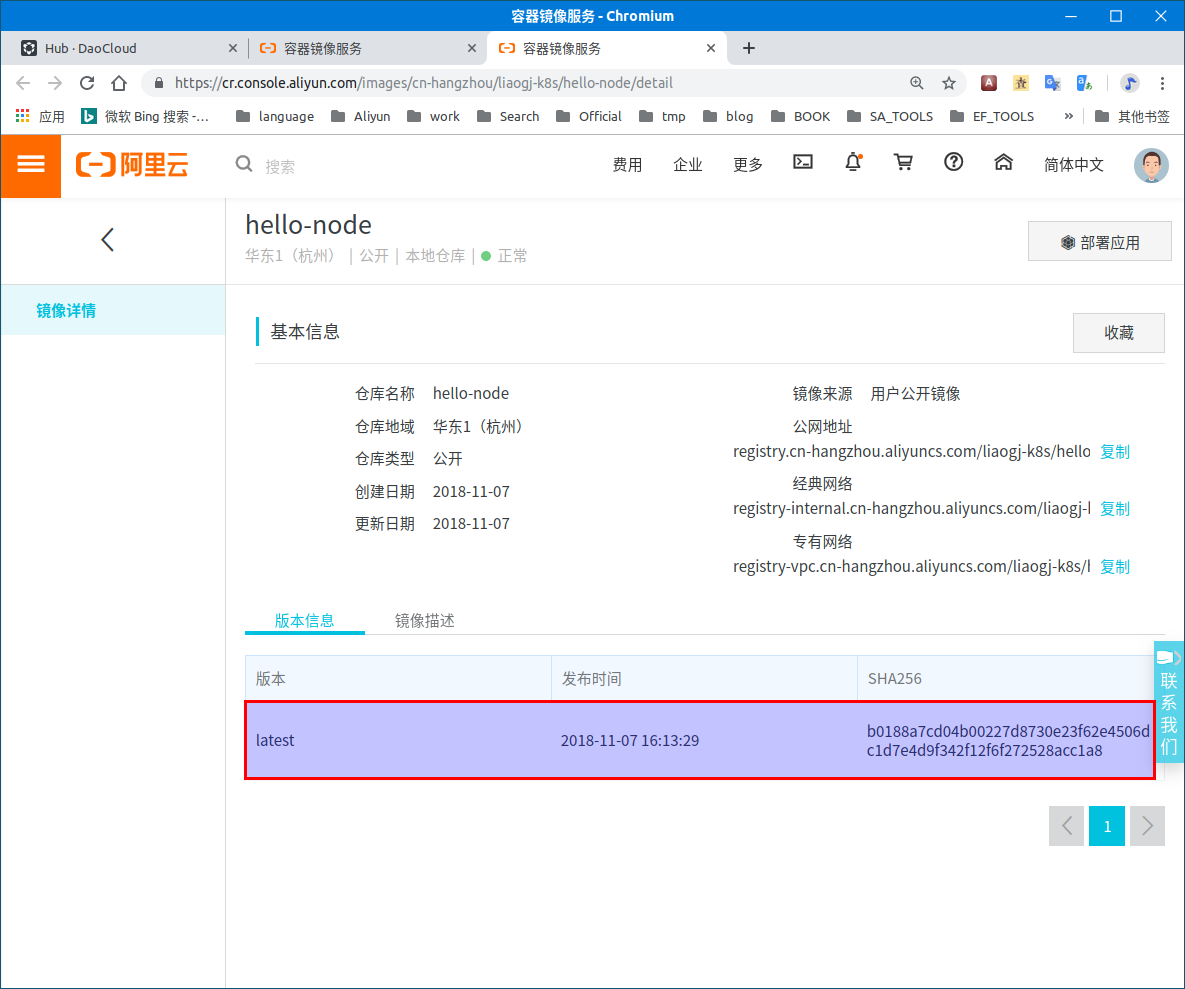 容器镜像服务 - Chromium
Hub · DaoCloud
容器镜像服务
容器镜像服务
https://cr.console.aliyun.com/images/cn-hangzhou/liaogj-k8s/hello-node/detail
应用
微软 Bing 搜索 -...
language
Aliyun
work
Search
Official
tmp
blog
BOOK
SA_TOOLS
EF_TOOLS
»
其他书签
阿里云
搜索
费用
企业
更多
简体中文
hello-node
华东1（杭州） | 公开 | 本地仓库 | 正常
部署应用
镜像详情
基本信息
收藏
仓库名称 hello-node
仓库地域 华东1（杭州）
仓库类型 公开
创建日期 2018-11-07
更新日期 2018-11-07
镜像来源 用户公开镜像
公网地址
registry.cn-hangzhou.aliyuncs.com/liaogj-k8s/hello 复制
经典网络
registry-internal.cn-hangzhou.aliyuncs.com/liaogj- 复制
专有网络
registry-vpc.cn-hangzhou.aliyuncs.com/liaogj-k8s/ 复制
版本信息
镜像描述
版本
发布时间
SHA256
latest
2018-11-07 16:13:29
b0188a7cd04b00227d8730e23f62e4506d
c1d7e4d9f342f12f6f272528acc1a8
联系我们
1